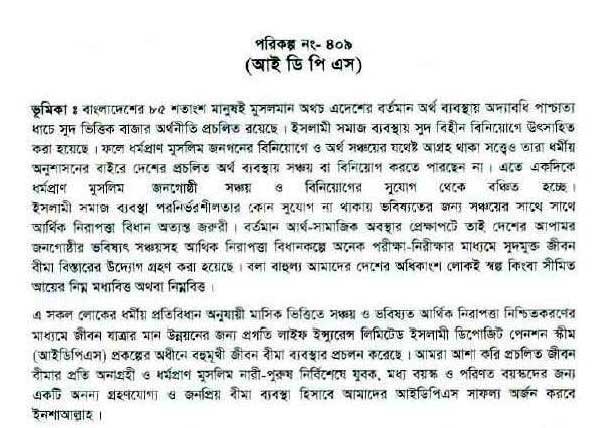 পরিকল্প নং- ৪০৯
(আই ডি পি এস)
ভূমিকা ঃ বাংলাদেশের ৮৫ শতাংশ মানুষই মুসলমান অথচ এদেশের বর্তমান অর্থ ব্যবস্থায় অদ্যাবধি পাশ্চাত্য
ধাচে সুদ ভিত্তিক বাজার অর্থনীতি প্রচলিত রয়েছে । ইসলামী সমাজ ব্যবস্থায় সুদ বিহীন বিনিয়োগে উৎসাহিত
করা হয়েছে । ফলে ধর্মপ্রাণ মুসলিম জনগনের বিনিয়োগে ও অর্থ সঞ্চয়ের যথেষ্ট আগ্রহ থাকা সত্ত্বেও তারা ধর্মীয়
অনুশাসনের বাইরে দেশের প্রচলিত অর্থ ব্যবস্থায় সঞ্চয় বা বিনিয়োগ করতে পারছেন না । এতে একদিকে
ধর্মপ্রাণ মুসলিম জনগোষ্ঠী সঞ্চয় ও বিনিয়োগের সুযোগ থেকে বঞ্চিত হচ্ছে ।
ইসলামী সমাজ ব্যবস্থা পরনির্ভরশীলতার কোন সুযোগ না থাকায় ভবিষ্যতের জন্য সঞ্চয়ের সাথে সাথে
আর্থিক নিরাপত্তা বিধান অত্যন্ত জরুরী । বর্তমান আর্থ-সামাজিক অবস্থার প্রেক্ষাপটে তাই দেশের আপামর
জনগোষ্ঠীর ভবিষ্যৎ সঞ্চয়সহ আথিক নিরাপত্তা বিধানকল্পে অনেক পরীক্ষা-নিরীক্ষার মাধ্যমে সুদমুক্ত জীবন
বীমা বিস্তারের উদ্যোগ গ্রহণ করা হয়েছে । বলা বাহুল্য আমাদের দেশের অধিকাংশ লোকই স্বল্প কিংবা সীমিত
আয়ের নিম্ন মধ্যবিত্ত অথবা নিম্নবিত্ত ।
এ সকল লোকের ধর্মীয় প্রতিবিধান অনুযায়ী মাসিক ভিত্তিতে সঞ্চয় ও ভবিষ্যত আর্থিক নিরাপত্তা নিশ্চিতকরণের
মাধ্যমে জীবন যাত্রার মান উন্নয়নের জন্য প্রগতি লাইফ ইন্স্যুরেন্স লিমিটেড ইসলামী ডিপোজিট পেনশন স্কীম
(আইডিপিএস) প্রকল্পের অধীনে বহুমূখী জীবন বীমা ব্যবস্থার প্রচলন করেছে । আমরা আশা করি প্রচলিত জীবন
বীমার প্রতি অনাগ্রহী ও ধর্মপ্রাণ মুসলিম নারী-পুরুষ নির্বিশেষে যুবক, মধ্য বয়স্ক ও পরিণত বয়স্কদের জন্য
একটি অনন্য গ্রহণযোগ্য ও জনপ্রিয় বীমা ব্যবস্থা হিসাবে আমাদের আইডিপিএস সাফল্য অর্জন করবে
ইনশাআল্লাহ ।